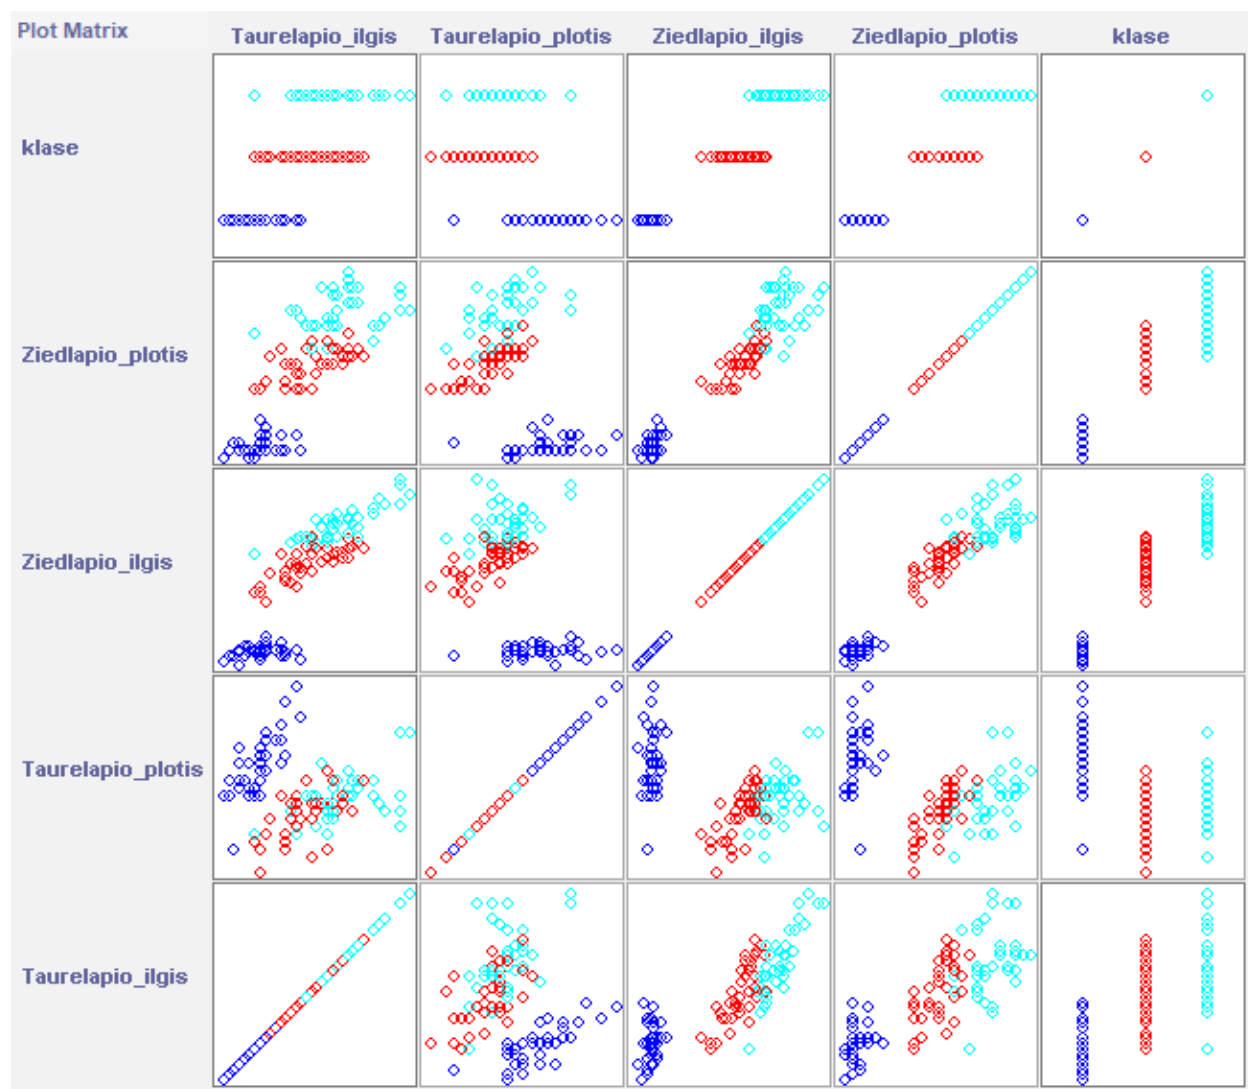 Plot Matrix
Taurelapio_ilgis Taurelapio_plotis Ziedlapio_ilgis Ziedlapio_plotis klase
klase
Ziedlapio_plotis
Ziedlapio_ilgis
Taurelapio_plotis
Taurelapio_ilgis